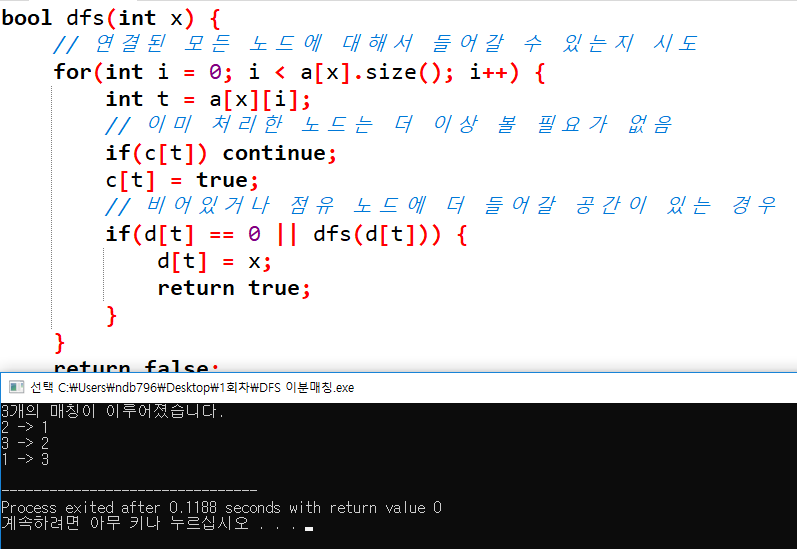 bool dfs(int x) {
// 연결된 모든 노드에 대해서 들어갈 수 있는지 시도
for(int i = 0; i < a[x].size(); i++) {
int t = a[x][i];
// 이미 처리한 노드는 더 이상 볼 필요가 없음
if(c[t]) continue;
c[t] = true;
// 비어있거나 점유 노드에 더 들어갈 공간이 있는 경우
if(d[t] == 0 || dfs(d[t])) {
d[t] = x;
return true;
}
}
return false;
선택 C:₩Users₩ndb796₩Desktop₩1회차₩DFS 이분매칭.exe
3개의 매칭이 이루어졌습니다.
2 -> 1
3 -> 2
1 -> 3
--------------------------------
Process exited after 0.1188 seconds with return value 0
계속하려면 아무 키나 누르십시오 . . .